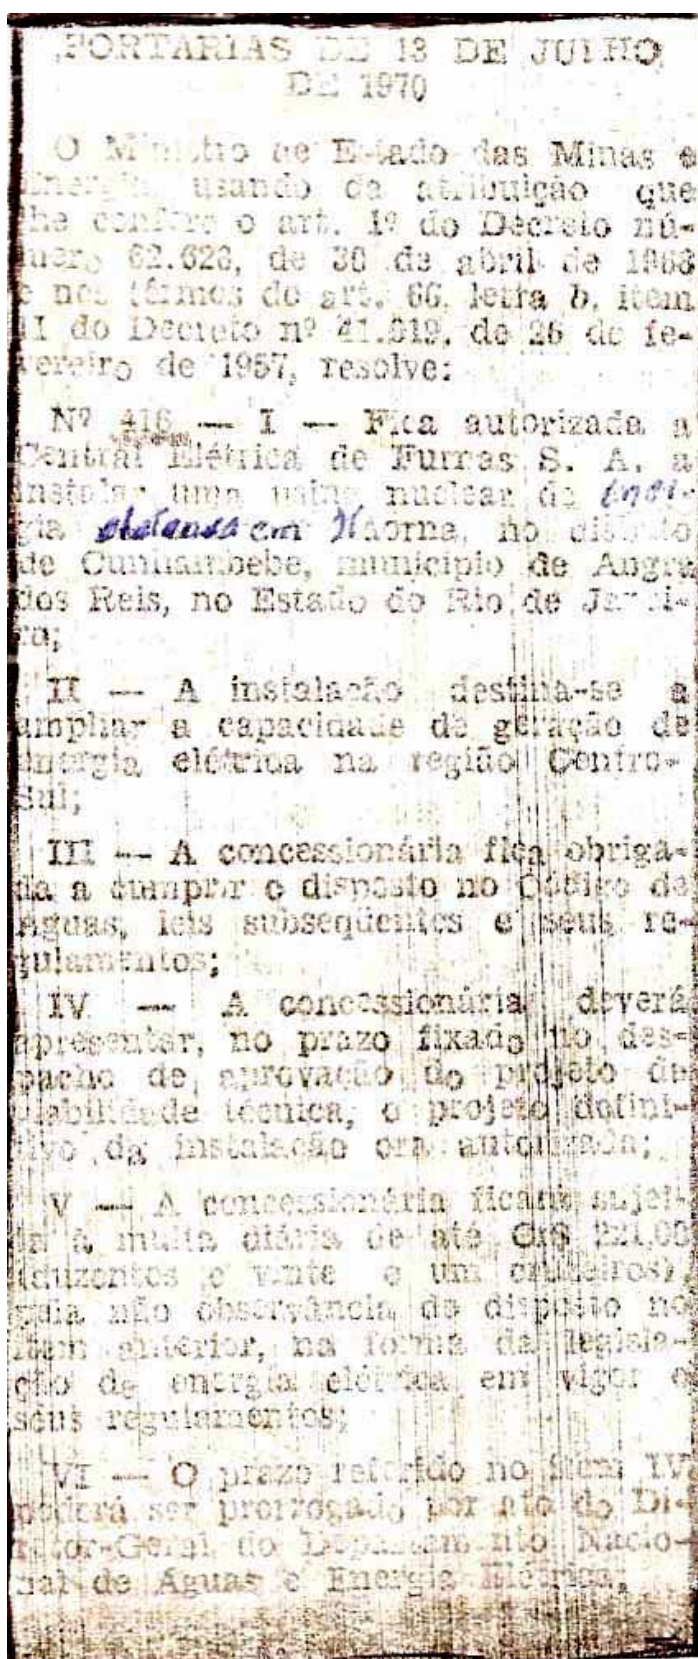 PORTARIAS DE 13 DE JULHO
DE 1970
O Ministro de Estado das Minas e
Energia, usando da atribuição que
lhe confere o art. 1º do Decreto nú-
mero 62.628, de 30 de abril de 1968
e nos têrmos do art. 66, letra b, item
II do Decreto nº 41.019, de 26 de fe-
vereiro de 1957, resolve:
Nº 416 — I — Fica autorizada a
Central Elétrica de Furnas S. A. a
instalar uma usina nuclear de ener-
gia em Itaorna, no distrito
de Cunhambebe, município de Angra
dos Reis, no Estado do Rio de Janei-
ro;
II — A instalação destina-se a
ampliar a capacidade de geração de
energia elétrica na região Centro-
Sul;
III — A concessionária fica obriga-
da a cumprir o disposto no Código de
Águas, leis subseqüentes e seus re-
gulamentos;
IV — A concessionária deverá
apresentar, no prazo fixado no des-
pacho de aprovação do projeto de
viabilidade técnica, o projeto defini-
tivo da instalação ora autorizada;
V — A concessionária ficará sujei-
ta à multa diária de até Cr$ 221,00
(duzentos e vinte e um cruzeiros),
pela não observância do disposto no
item anterior, na forma da legisla-
ção de energia elétrica em vigor e
seus regulamentos;
VI — O prazo referido no item IV
poderá ser prorrogado por ato do Di-
retor-Geral do Departamento Nacio-
nal de Águas e Energia Elétrica.